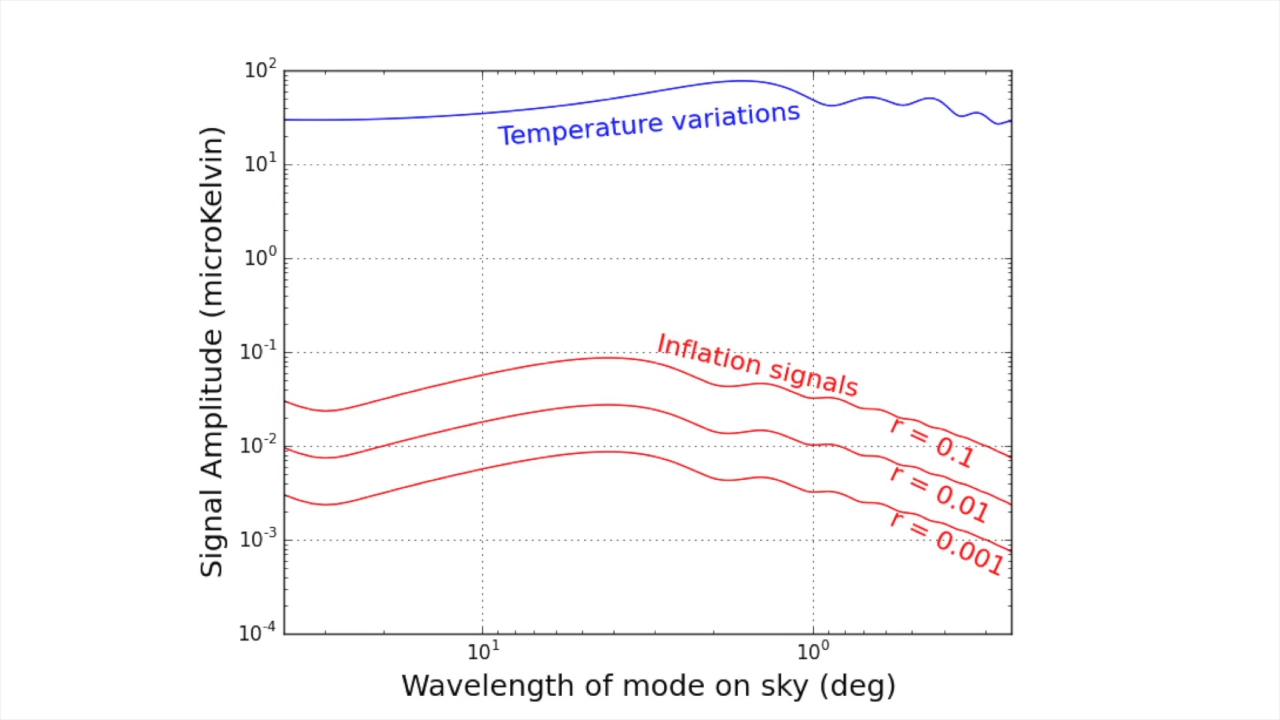 10²
10¹
10⁰
10⁻¹
10⁻²
10⁻³
10⁻⁴
Signal Amplitude (microKelvin)
Temperature variations
Inflation signals
r = 0.1
r = 0.01
r = 0.001
10¹
10⁰
Wavelength of mode on sky (deg)